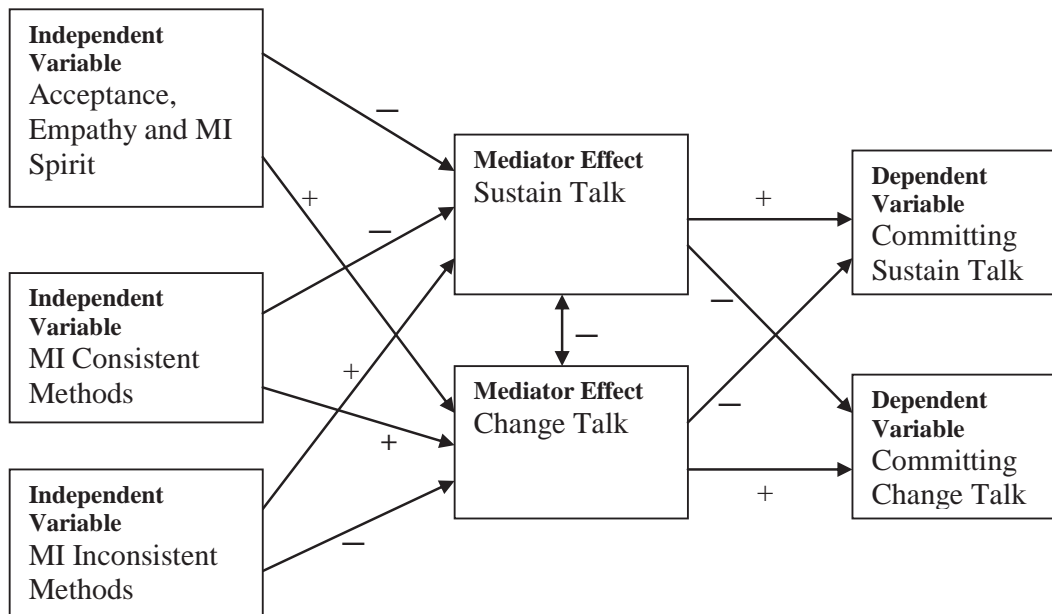 Independent
Variable
Acceptance,
Empathy and MI
Spirit
Independent
Variable
MI Consistent
Methods
Independent
Variable
MI Inconsistent
Methods
—
+
—
+
+
—
Mediator Effect
Sustain Talk
—
Mediator Effect
Change Talk
+
—
—
+
Dependent
Variable
Committing
Sustain Talk
Dependent
Variable
Committing
Change Talk